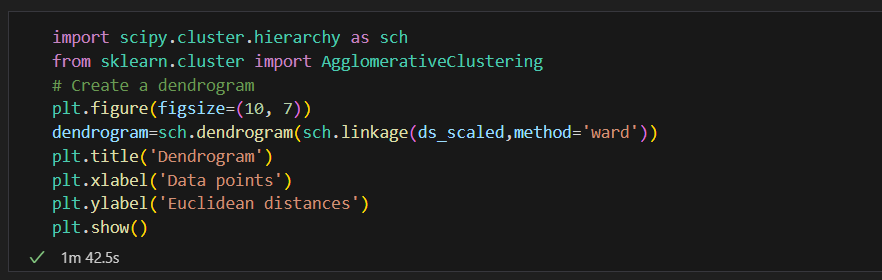 import scipy.cluster.hierarchy as sch
from sklearn.cluster import AgglomerativeClustering
# Create a dendrogram
plt.figure(figsize=(10, 7))
dendrogram=sch.dendrogram(sch.linkage(ds_scaled,method='ward'))
plt.title('Dendrogram')
plt.xlabel('Data points')
plt.ylabel('Euclidean distances')
plt.show()
1m 42.5s